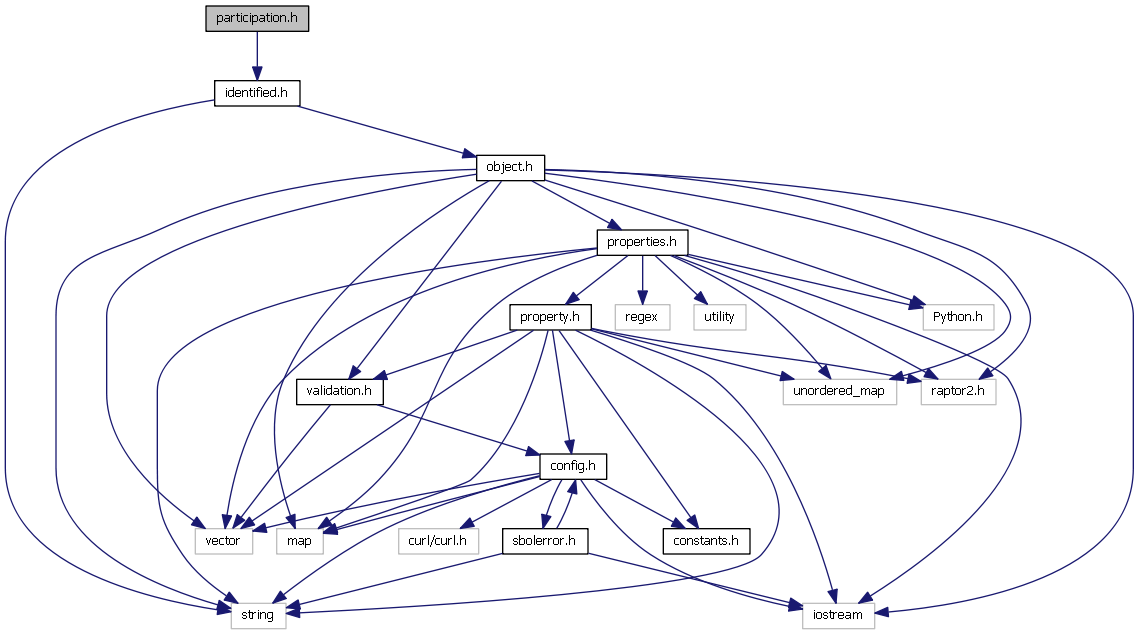 participation.h
identified.h
object.h
properties.h
property.h
regex
utility
Python.h
validation.h
unordered_map
raptor2.h
config.h
vector
map
curl/curl.h
sbolerror.h
constants.h
string
iostream